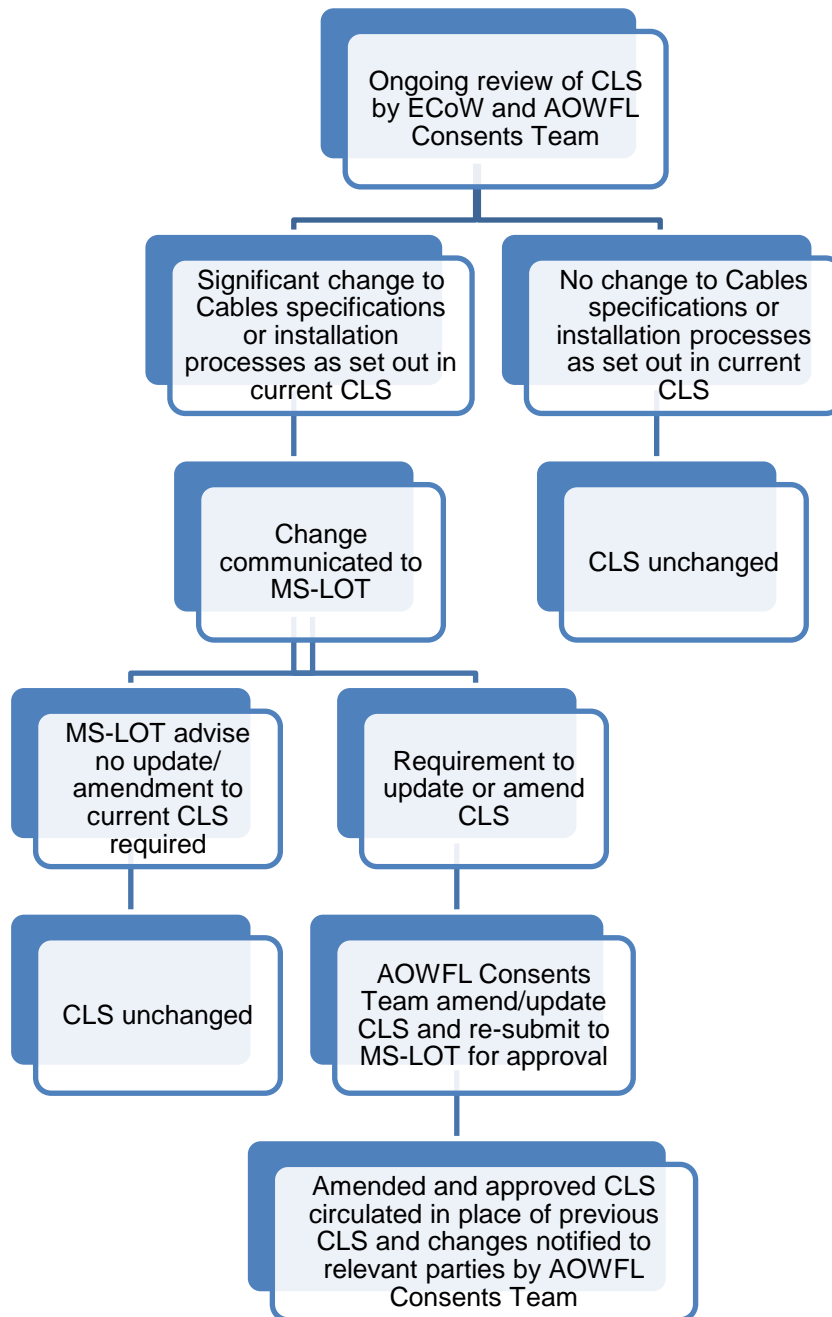 Ongoing review of CLS
by ECoW and AOWFL
Consents Team
Significant change to
Cables specifications
or installation
processes as set out in
current CLS
No change to Cables
specifications or
installation processes
as set out in current
CLS
Change
communicated to
MS-LOT
CLS unchanged
MS-LOT advise
no update/
amendment to
current CLS
required
Requirement to
update or amend
CLS
CLS unchanged
AOWFL Consents
Team amend/update
CLS and re-submit to
MS-LOT for approval
Amended and approved CLS
circulated in place of previous
CLS and changes notified to
relevant parties by AOWFL
Consents Team